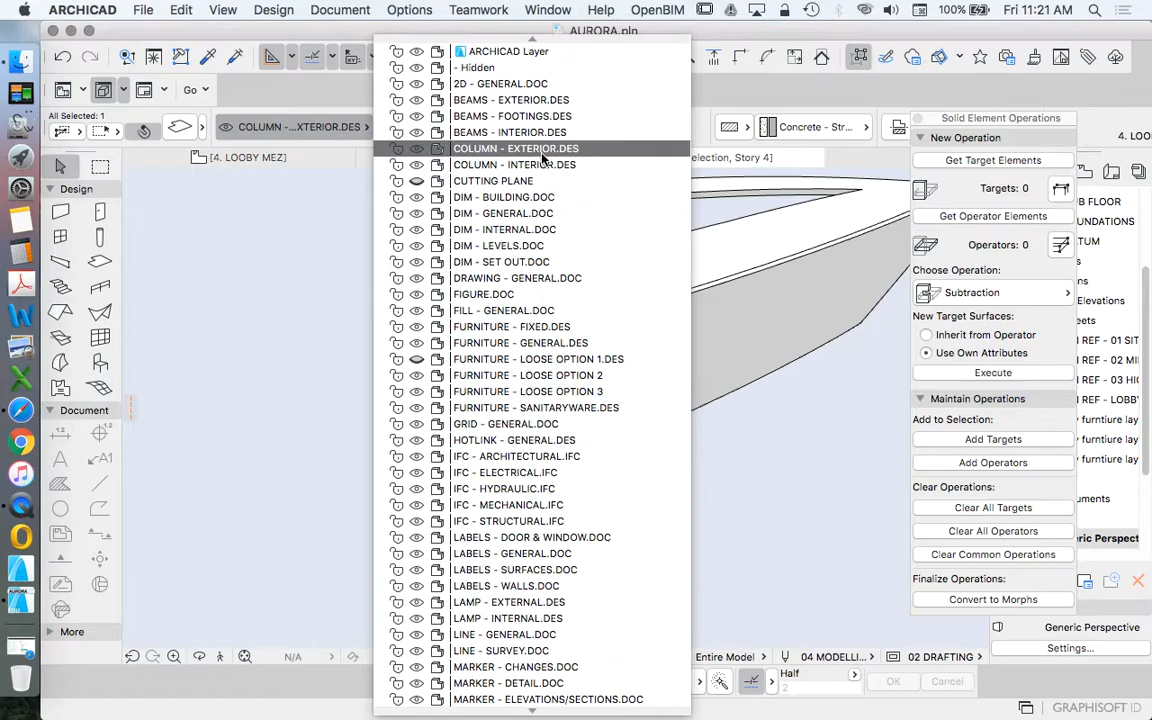 ARCHICAD File Edit View Design Document Options Teamwork Window Help OpenBIM 100% Fri 11:21 AM
AURORA.pln
Go
All Selected: 1
COLUMN - ...XTERIOR.DES
Concrete - Str...
[4. LOOBY MEZ]
election, Story 4]
4. LO
Design
Document
More
ARCHICAD Layer
- Hidden
2D - GENERAL.DOC
BEAMS - EXTERIOR.DES
BEAMS - FOOTINGS.DES
BEAMS - INTERIOR.DES
COLUMN - EXTERIOR.DES
COLUMN - INTERIOR.DES
CUTTING PLANE
DIM - BUILDING.DOC
DIM - GENERAL.DOC
DIM - INTERNAL.DOC
DIM - LEVELS.DOC
DIM - SET OUT.DOC
DRAWING - GENERAL.DOC
FIGURE.DOC
FILL - GENERAL.DOC
FURNITURE - FIXED.DES
FURNITURE - GENERAL.DES
FURNITURE - LOOSE OPTION 1.DES
FURNITURE - LOOSE OPTION 2
FURNITURE - LOOSE OPTION 3
FURNITURE - SANITARYWARE.DES
GRID - GENERAL.DOC
HOTLINK - GENERAL.DES
IFC - ARCHITECTURAL.IFC
IFC - ELECTRICAL.IFC
IFC - HYDRAULIC.IFC
IFC - MECHANICAL.IFC
IFC - STRUCTURAL.IFC
LABELS - DOOR & WINDOW.DOC
LABELS - GENERAL.DOC
LABELS - SURFACES.DOC
LABELS - WALLS.DOC
LAMP - EXTERNAL.DES
LAMP - INTERNAL.DES
LINE - GENERAL.DOC
LINE - SURVEY.DOC
MARKER - CHANGES.DOC
MARKER - DETAIL.DOC
MARKER - ELEVATIONS/SECTIONS.DOC
Solid Element Operations
New Operation
Get Target Elements
Targets: 0
Get Operator Elements
Operators: 0
Choose Operation:
Subtraction
New Target Surfaces:
Inherit from Operator
Use Own Attributes
Execute
Maintain Operations
Add to Selection:
Add Targets
Add Operators
Clear Operations:
Clear All Targets
Clear All Operators
Clear Common Operations
Finalize Operations:
Convert to Morphs
B FLOOR
UNDATIONS
TUM
Elevations
eets
N REF - 01 SIT
N REF - 02 MI
N REF - 03 HIG
N REF - LOBB
y furntiure lay
y furntiure lay
y furntiure lay
uments
eric Perspect
Generic Perspective
Settings...
N/A
Entire Model
04 MODELLI...
02 DRAFTING
Half
2
OK
Cancel
GRAPHISOFT ID